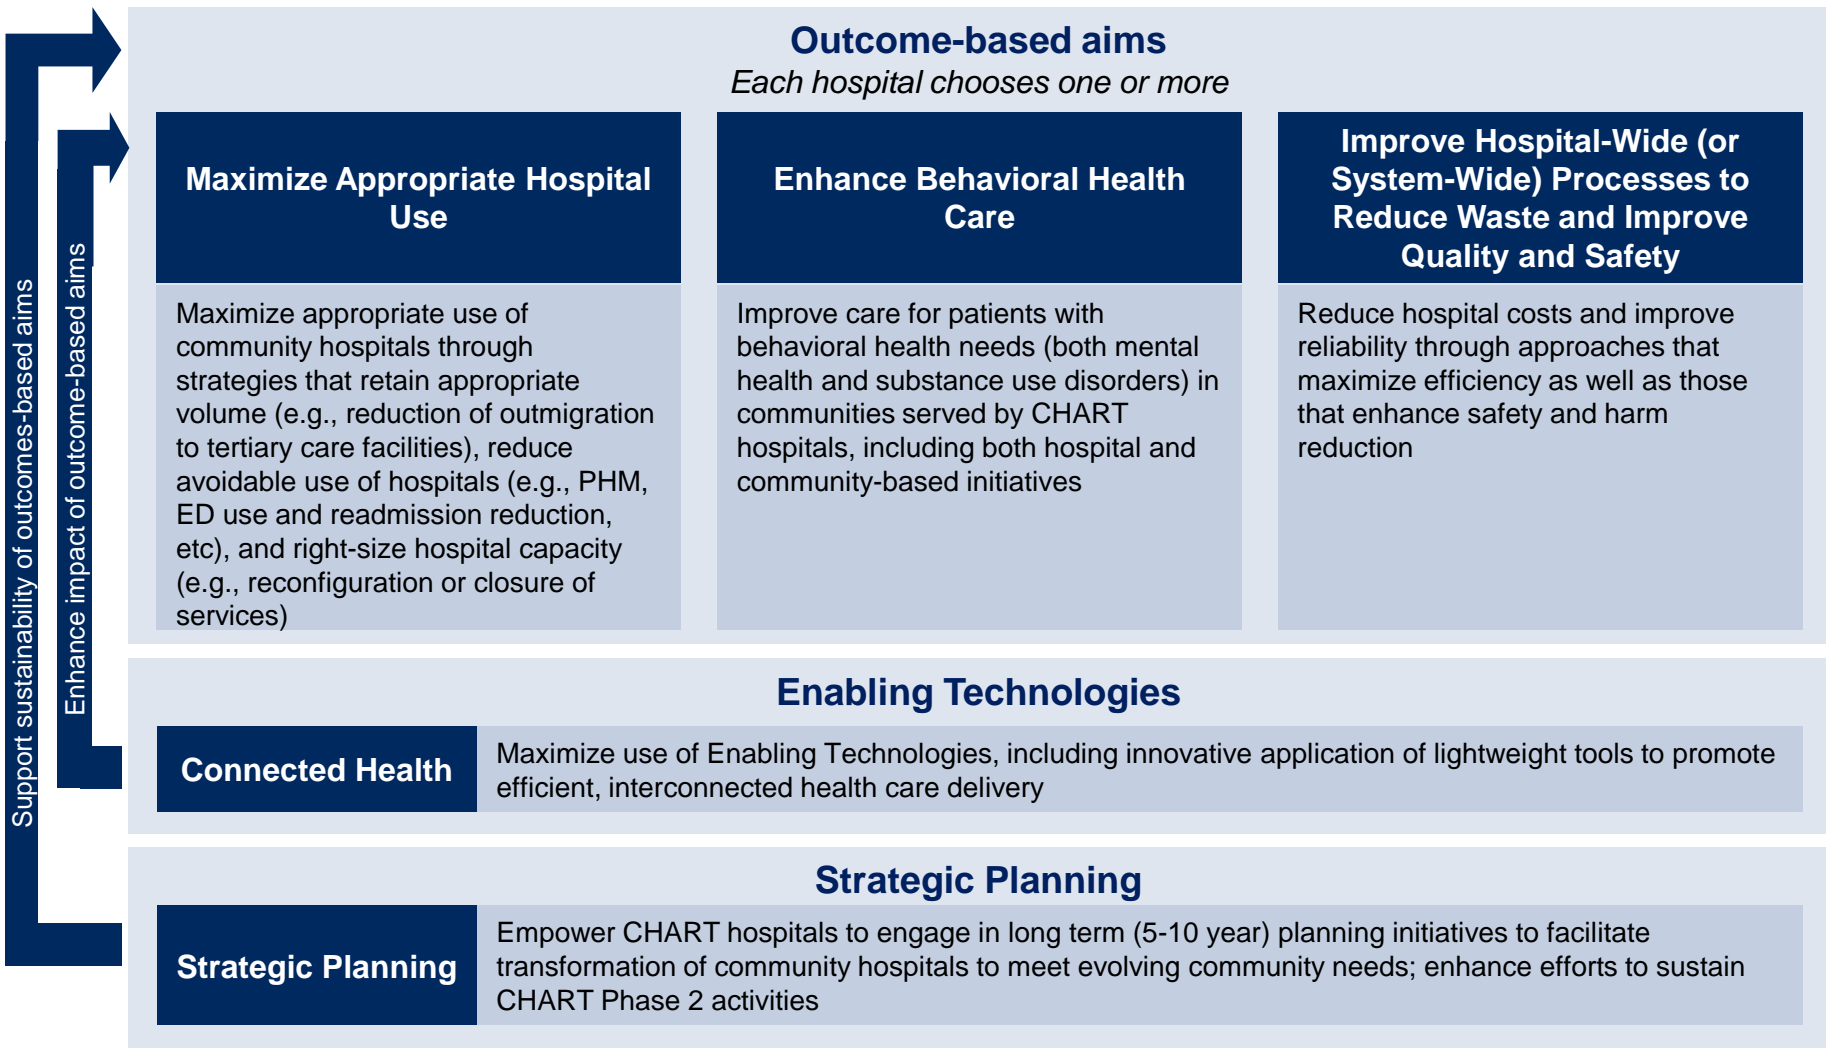 Outcome-based aims
Each hospital chooses one or more
Maximize Appropriate Hospital
Use
Maximize appropriate use of
community hospitals through
strategies that retain appropriate
volume (e.g., reduction of outmigration
to tertiary care facilities), reduce
avoidable use of hospitals (e.g., PHM,
ED use and readmission reduction,
etc), and right-size hospital capacity
(e.g., reconfiguration or closure of
services)
Enhance Behavioral Health
Care
Improve care for patients with
behavioral health needs (both mental
health and substance use disorders) in
communities served by CHART
hospitals, including both hospital and
community-based initiatives
Improve Hospital-Wide (or
System-Wide) Processes to
Reduce Waste and Improve
Quality and Safety
Reduce hospital costs and improve
reliability through approaches that
maximize efficiency as well as those
that enhance safety and harm
reduction
Support sustainability of outcomes-based aims
Enhance impact of outcome-based aims
Enabling Technologies
Connected Health
Maximize use of Enabling Technologies, including innovative application of lightweight tools to promote
efficient, interconnected health care delivery
Strategic Planning
Strategic Planning
Empower CHART hospitals to engage in long term (5-10 year) planning initiatives to facilitate
transformation of community hospitals to meet evolving community needs; enhance efforts to sustain
CHART Phase 2 activities